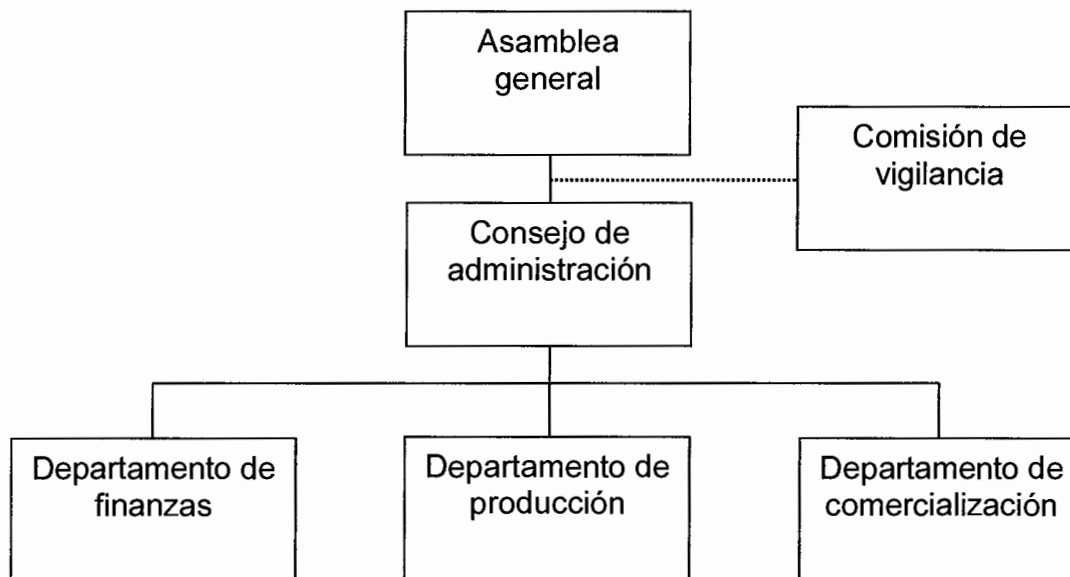 Asamblea
general
Comisión de
vigilancia
Consejo de
administración
Departamento de
finanzas
Departamento de
producción
Departamento de
comercialización